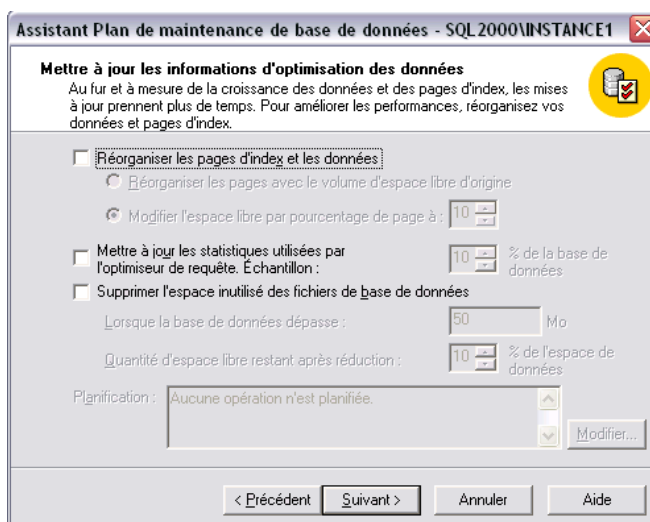 Assistant Plan de maintenance de base de données - SQL2000\INSTANCE1
Mettre à jour les informations d'optimisation des données
Au fur et à mesure de la croissance des données et des pages d'index, les mises
à jour prennent plus de temps. Pour améliorer les performances, réorganisez vos
données et pages d'index.
Réorganiser les pages d'index et les données
Réorganiser les pages avec le volume d'espace libre d'origine
Modifier l'espace libre par pourcentage de page à : 10
Mettre à jour les statistiques utilisées par
l'optimiseur de requête. Échantillon :
10 % de la base de
données
Supprimer l'espace inutilisé des fichiers de base de données
Lorsque la base de données dépasse : 50 Mo
Quantité d'espace libre restant après réduction : 10 % de l'espace de
données
Planification : Aucune opération n'est planifiée.
Modifier...
< Précédent Suivant > Annuler Aide